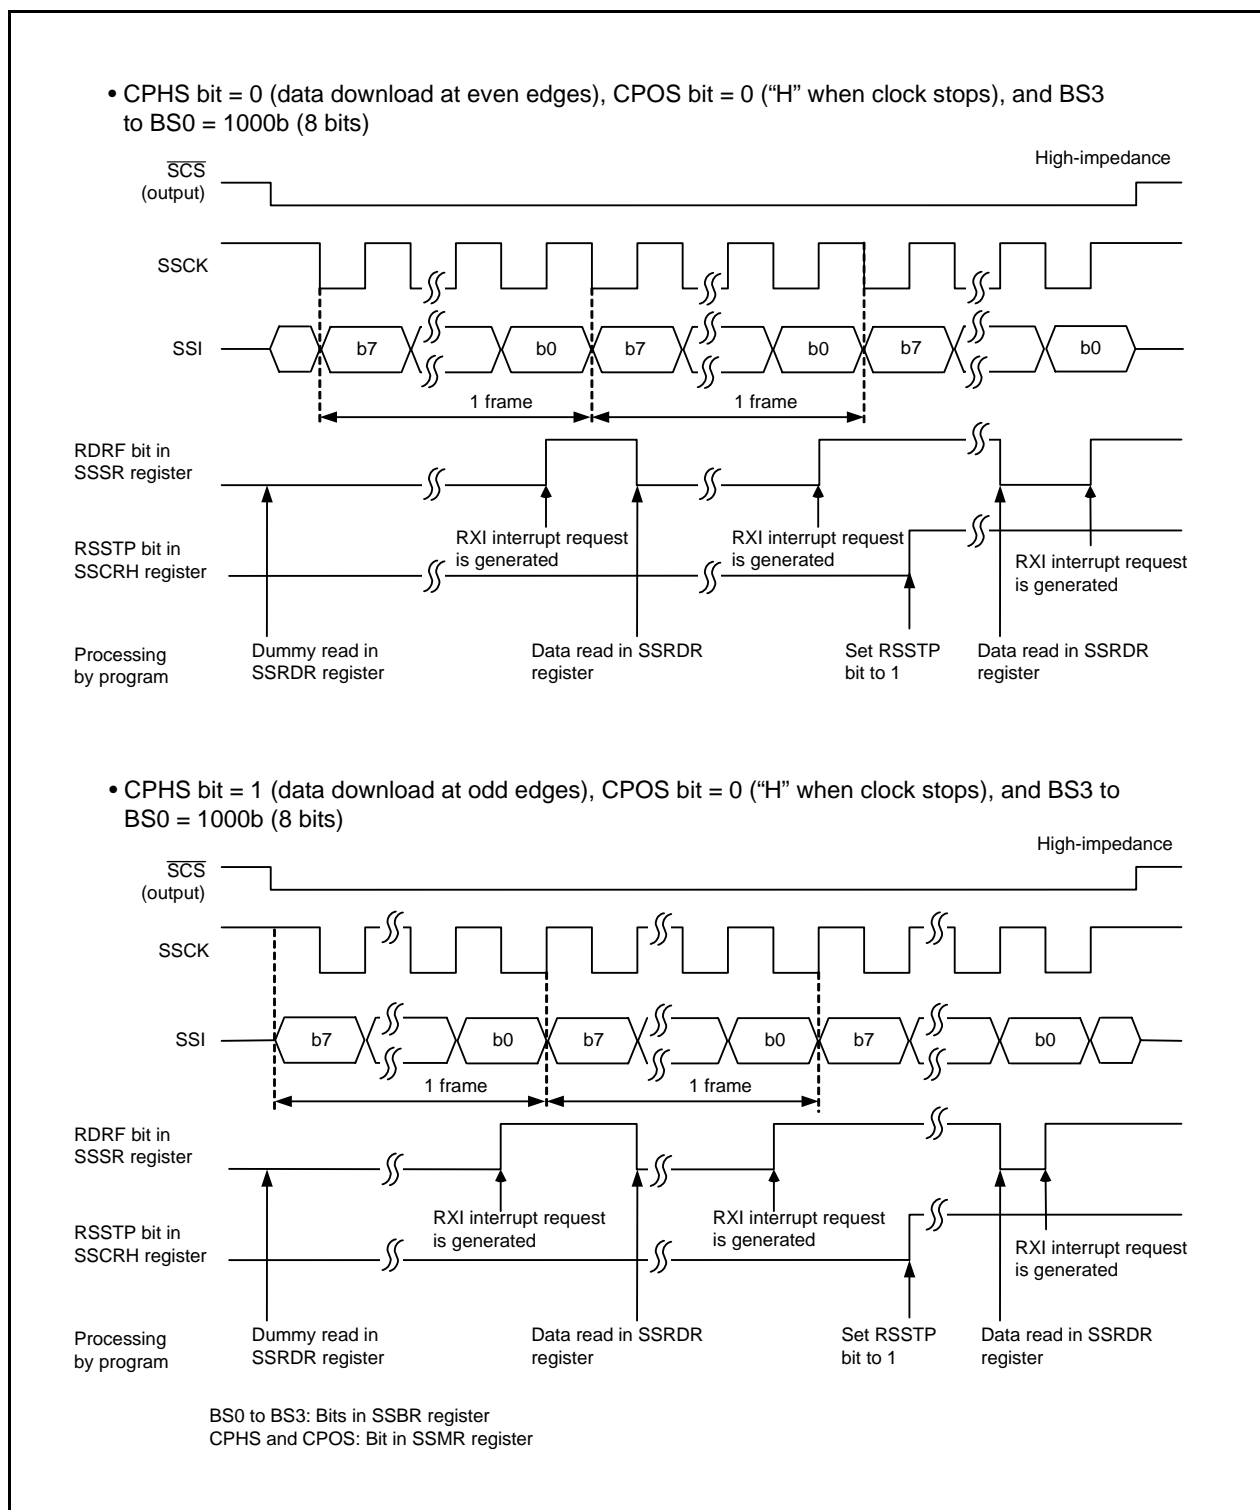 • CPHS bit = 0 (data download at even edges), CPOS bit = 0 (“H” when clock stops), and BS3
to BS0 = 1000b (8 bits)
High-impedance
SCS
(output)
SSCK
SSI
b7
b0
b7
b0
b7
b0
1 frame
1 frame
RDRF bit in
SSSR register
RXI interrupt request
is generated
RXI interrupt request
is generated
RXI interrupt request
is generated
RSSTP bit in
SSCRH register
Processing
by program
Dummy read in
SSRDR register
Data read in SSRDR
register
Set RSSTP
bit to 1
Data read in SSRDR
register
• CPHS bit = 1 (data download at odd edges), CPOS bit = 0 (“H” when clock stops), and BS3 to
BS0 = 1000b (8 bits)
High-impedance
SCS
(output)
SSCK
SSI
b7
b0
b7
b0
b7
b0
1 frame
1 frame
RDRF bit in
SSSR register
RXI interrupt request
is generated
RXI interrupt request
is generated
RXI interrupt request
is generated
RSSTP bit in
SSCRH register
Processing
by program
Dummy read in
SSRDR register
Data read in SSRDR
register
Set RSSTP
bit to 1
Data read in SSRDR
register
BS0 to BS3: Bits in SSBR register
CPHS and CPOS: Bit in SSMR register